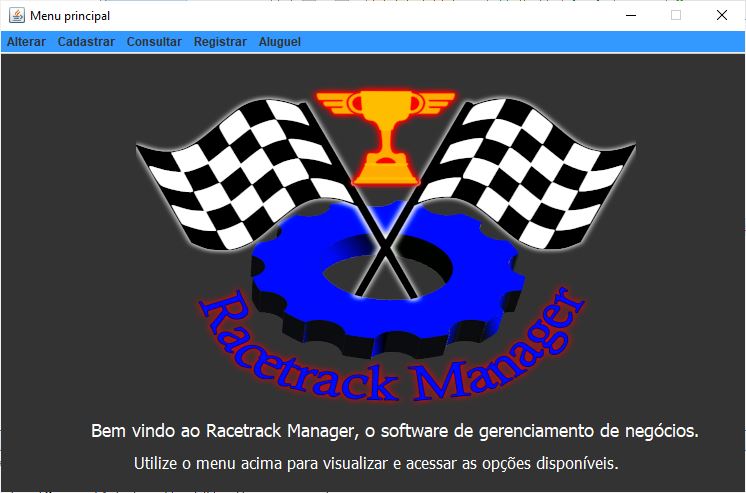 Menu principal
Alterar Cadastrar Consultar Registrar Aluguel
Racetrack Manager
Bem vindo ao Racetrack Manager, o software de gerenciamento de negócios.
Utilize o menu acima para visualizar e acessar as opções disponíveis.